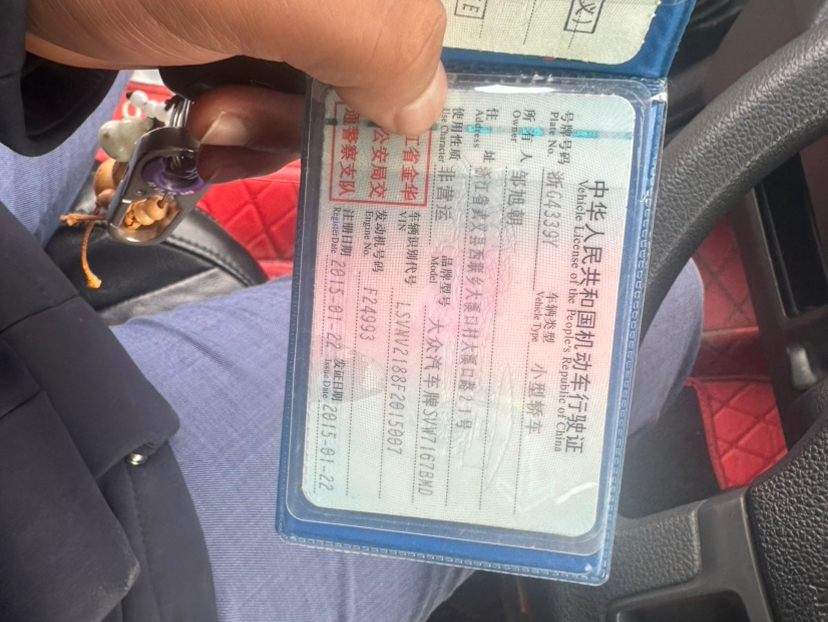 义)
中华人民共和国机动车行驶证
Vehicle License of the People's Republic of China
号牌号码 浙G4339Y 车辆类型 小型轿车
Plate No. Vehicle Type
所有人 邹旭朝
Owner
住址 浙江省武义县西联乡大溪口村大溪口路21号
Address
使用性质 非营运 品牌型号 大众汽车牌SVW7167BMD
Use Character Model
江省金华 车辆识别代号 LSVNV2188F2015007
VIN
公安局交 发动机号码 F24993
Engine No.
通警察支队 注册日期 2015-01-22 发证日期 2015-01-22
Register Date Issue Date